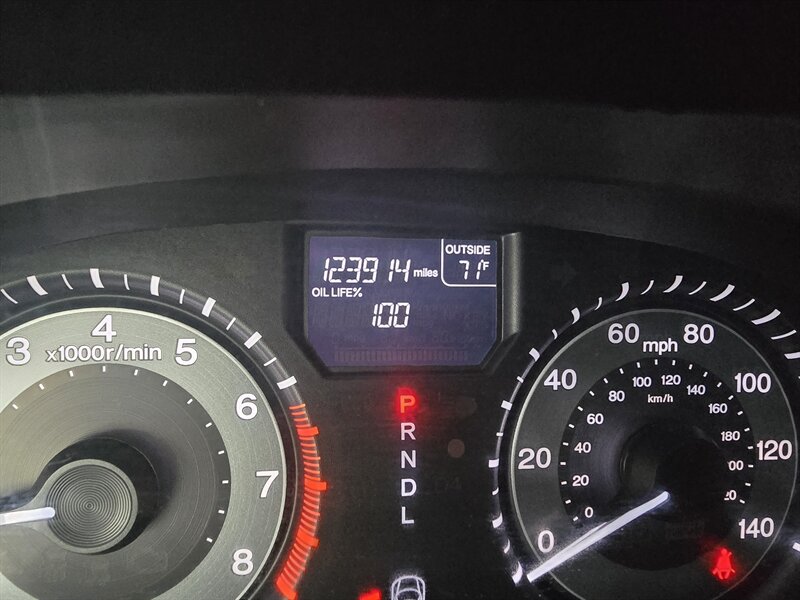 123914 miles
OUTSIDE
71°F
OIL LIFE%
100
3 4 5 6 7 8
x1000r/min
P
R
N
D
L
0 20 40 60 80 100 120 140
mph
0 20 40 60 80 100 120 140 160 180
km/h